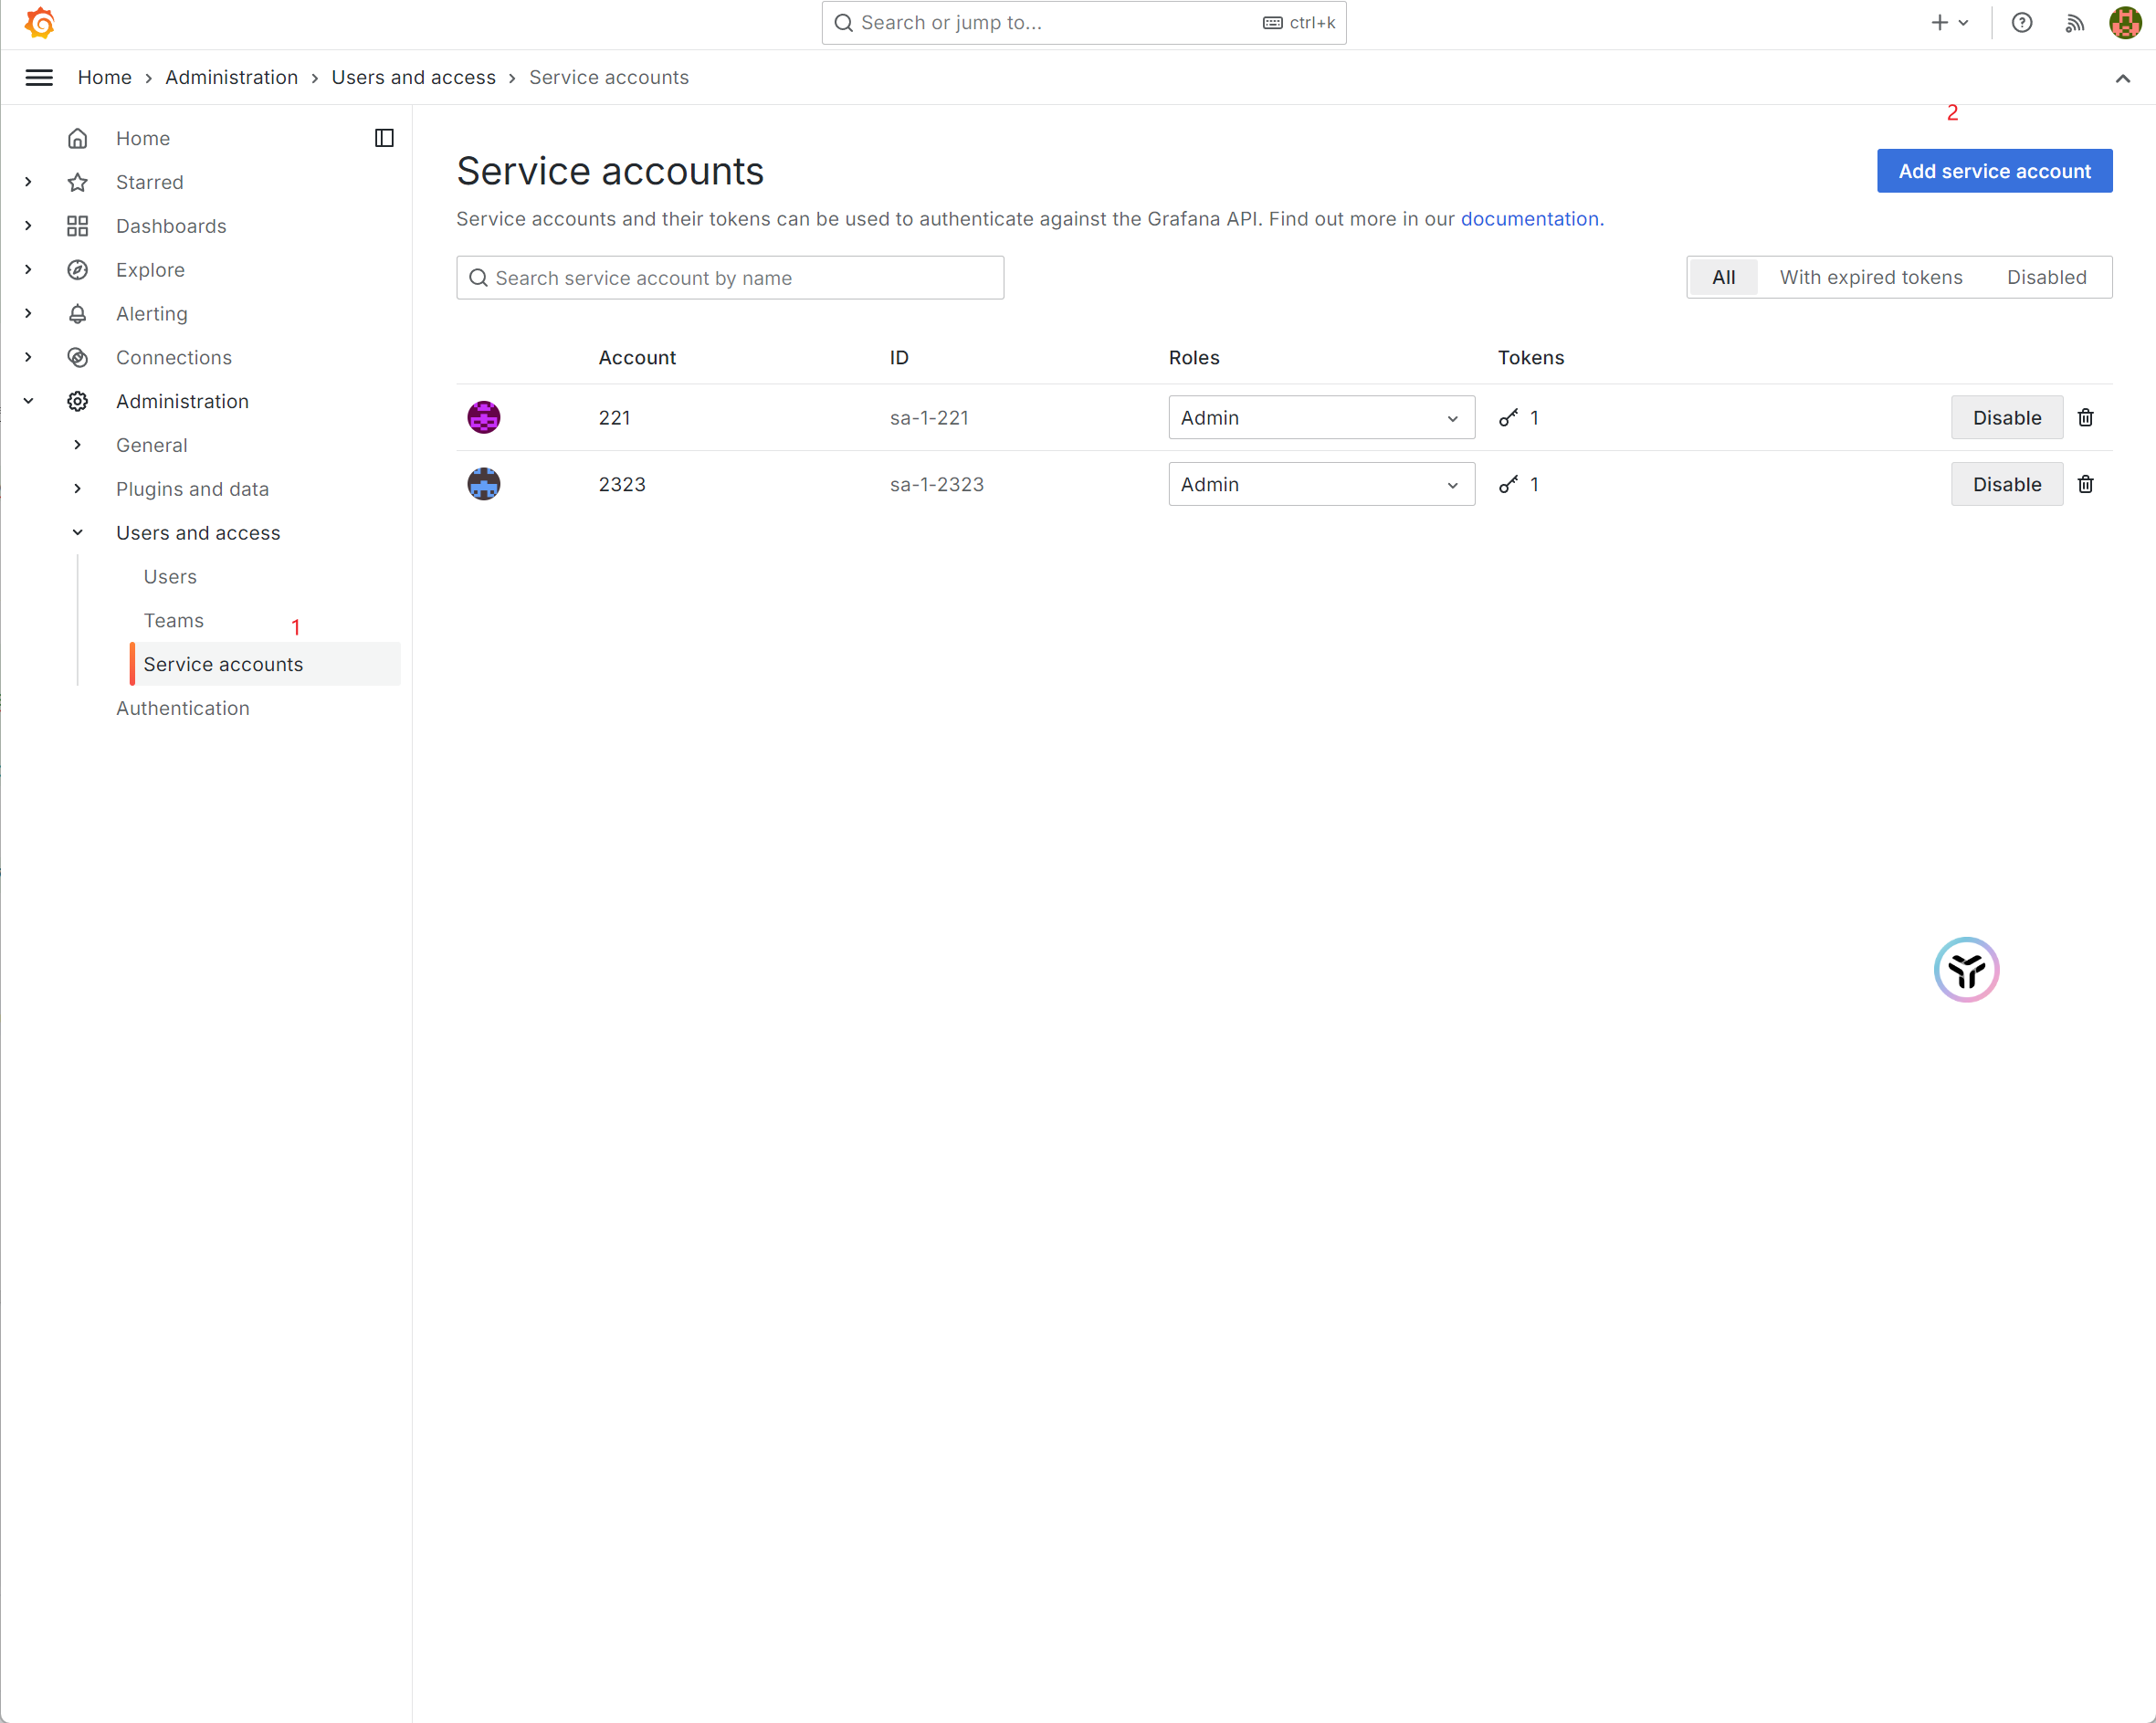 Search or jump to... ctrl+k
Home › Administration › Users and access › Service accounts
2
Home
Starred
Dashboards
Explore
Alerting
Connections
Administration
General
Plugins and data
Users and access
Users
Teams
1
Service accounts
Authentication
Service accounts
Add service account
Service accounts and their tokens can be used to authenticate against the Grafana API. Find out more in our documentation.
Search service account by name
All With expired tokens Disabled
Account ID Roles Tokens
221 sa-1-221 Admin 1 Disable
2323 sa-1-2323 Admin 1 Disable